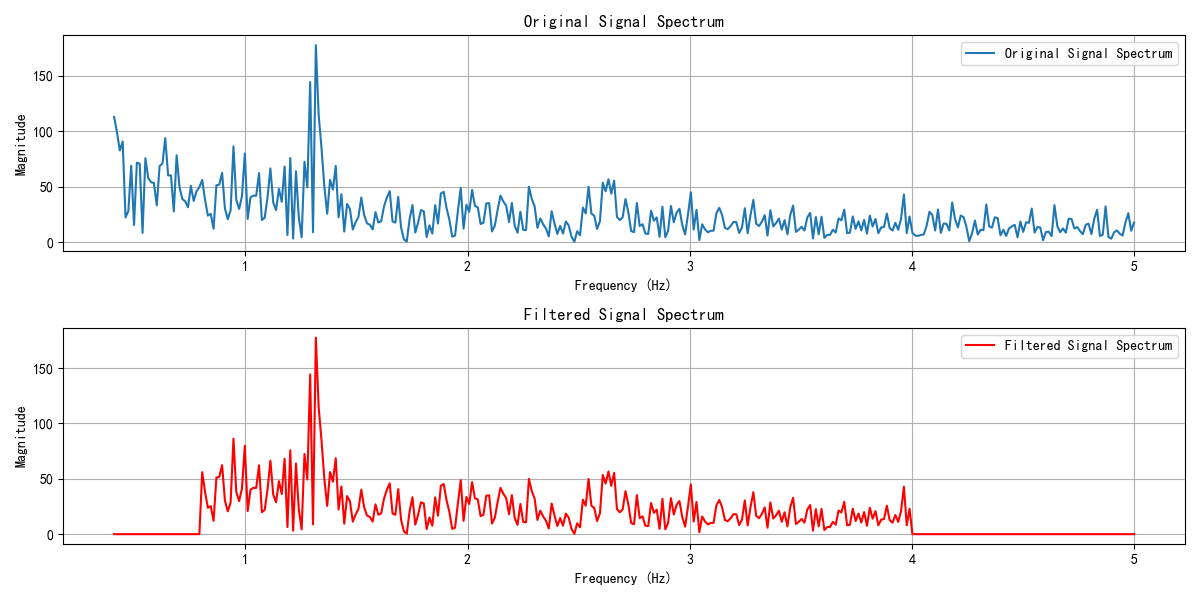 Original Signal Spectrum
Original Signal Spectrum
Magnitude
150
100
50
0
1 2 3 4 5
Frequency (Hz)
Filtered Signal Spectrum
Filtered Signal Spectrum
Magnitude
150
100
50
0
1 2 3 4 5
Frequency (Hz)